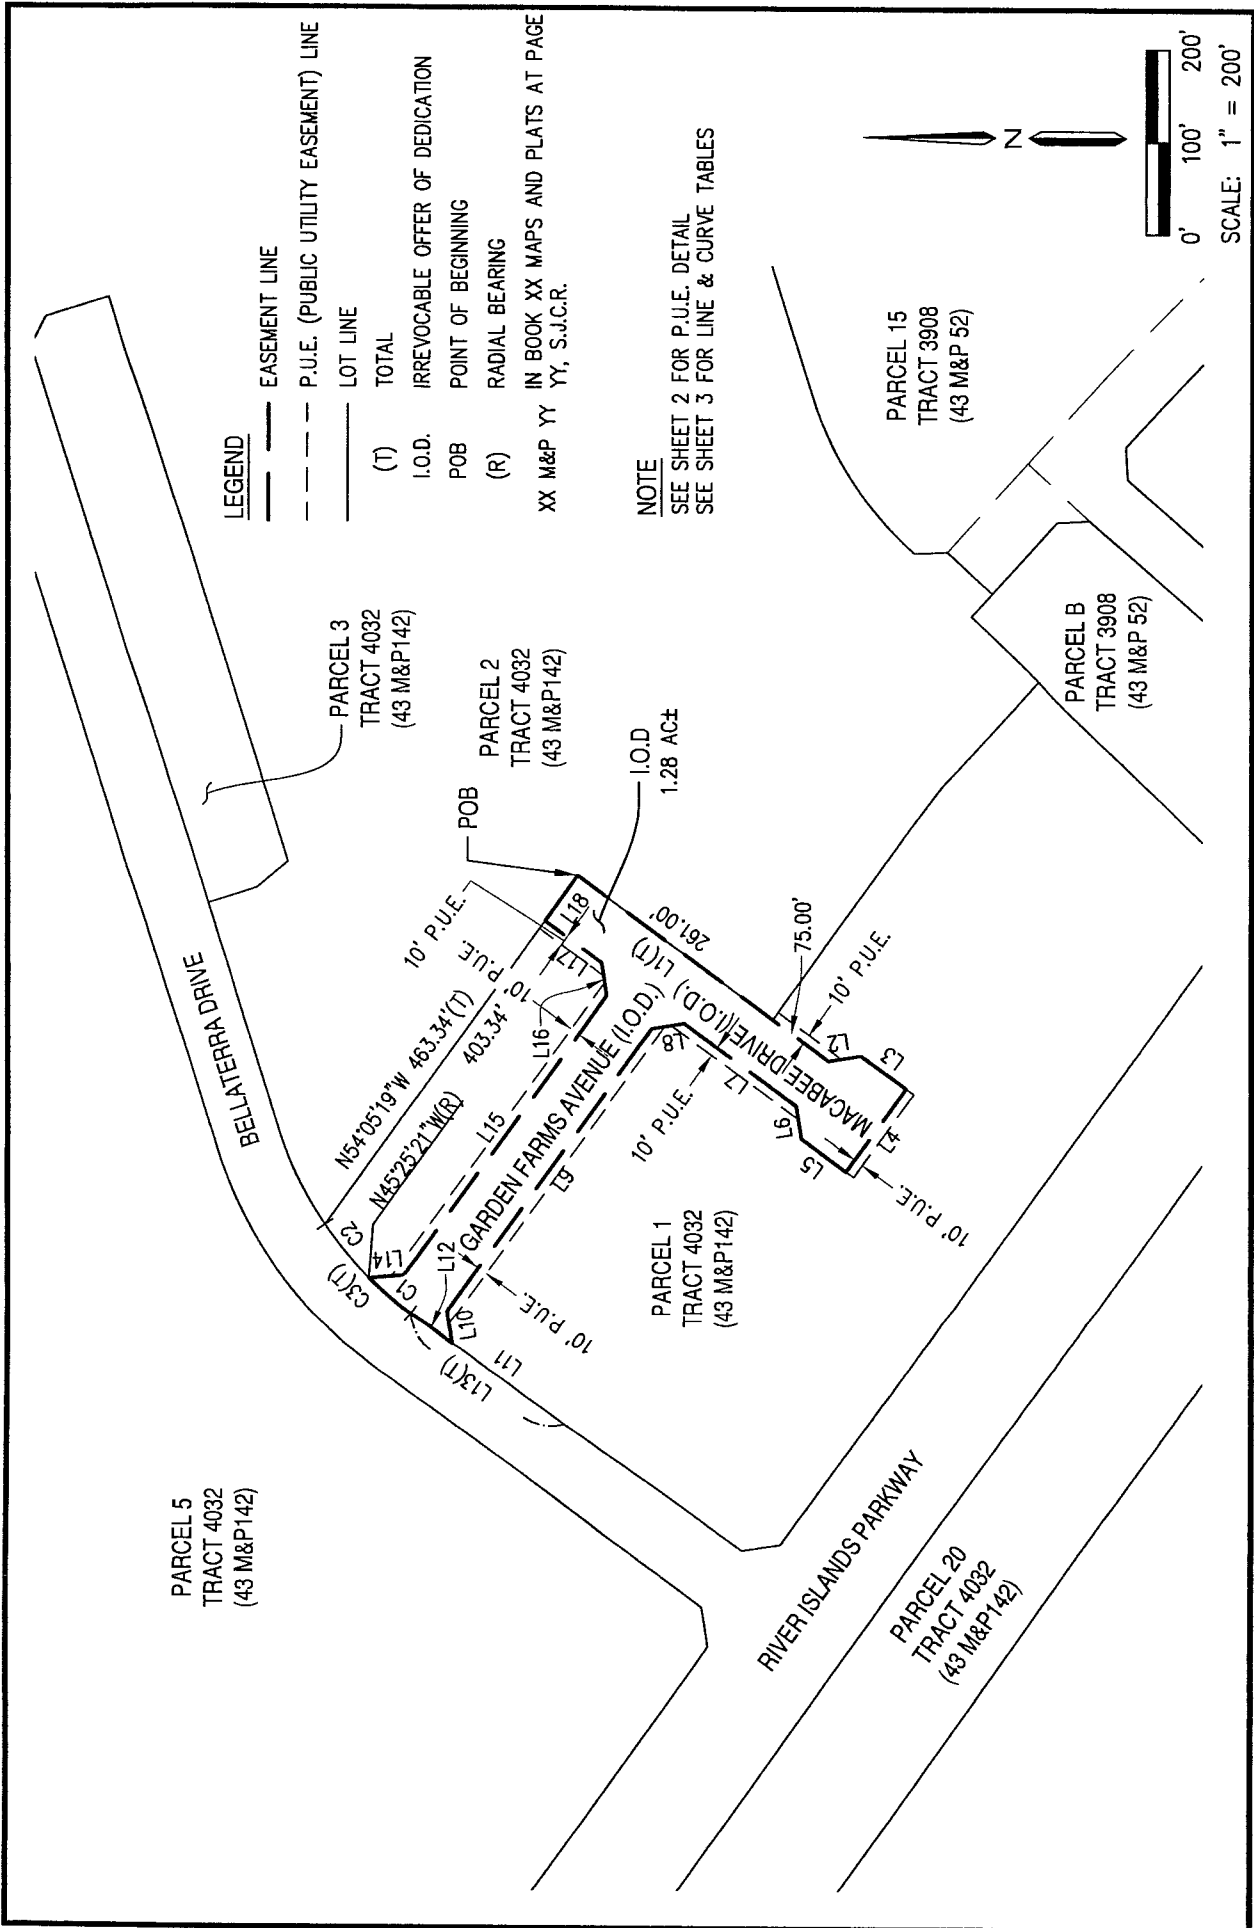 PARCEL 5
TRACT 4032
(43 M&P142)
BELLATERRA DRIVE
PARCEL 3
TRACT 4032
(43 M&P142)
LEGEND
EASEMENT LINE
P.U.E. (PUBLIC UTILITY EASEMENT) LINE
LOT LINE
(T) TOTAL
I.O.D. IRREVOCABLE OFFER OF DEDICATION
POB POINT OF BEGINNING
(R) RADIAL BEARING
XX M&P YY IN BOOK XX MAPS AND PLATS AT PAGE
YY, S.J.C.R.
NOTE
SEE SHEET 2 FOR P.U.E. DETAIL
SEE SHEET 3 FOR LINE & CURVE TABLES
PARCEL 2
TRACT 4032
(43 M&P142)
POB
I.O.D
1.28 AC±
N54°05'19"W 463.34'(T)
403.34'
N45°25'21"W(R)
C2
C3(T)
C1
L14
L12
L13(T)
L11
L10
L15
L9
GARDEN FARMS AVENUE (I.O.D.)
10' P.U.E.
10' P.U.E.
L16
L17
L18
L1(T)
261.00'
L8
L7
10' P.U.E.
MACABEE DRIVE (I.O.D.)
75.00'
10' P.U.E.
L2
L3
L4
L5
L6
10' P.U.E.
10' P.U.E.
PARCEL 1
TRACT 4032
(43 M&P142)
RIVER ISLANDS PARKWAY
PARCEL 20
TRACT 4032
(43 M&P142)
PARCEL 15
TRACT 3908
(43 M&P 52)
PARCEL B
TRACT 3908
(43 M&P 52)
N
0' 100' 200'
SCALE: 1" = 200'